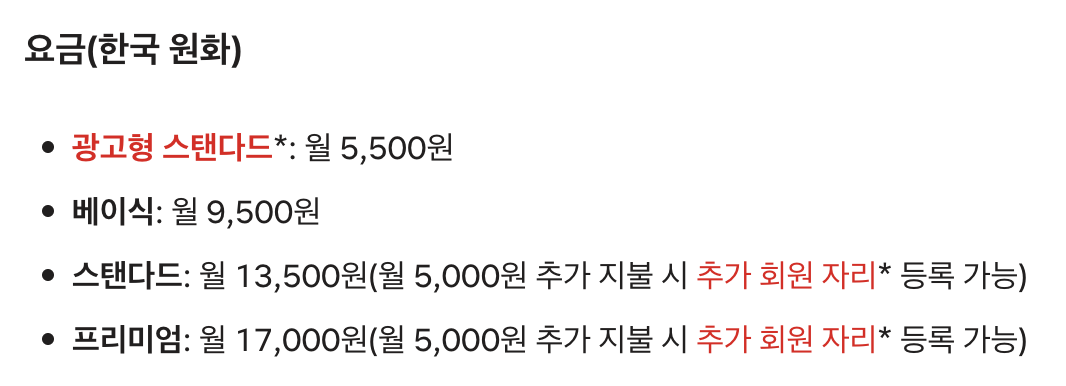 요금(한국 원화)
• 광고형 스탠다드*: 월 5,500원
• 베이식: 월 9,500원
• 스탠다드: 월 13,500원(월 5,000원 추가 지불 시 추가 회원 자리* 등록 가능)
• 프리미엄: 월 17,000원(월 5,000원 추가 지불 시 추가 회원 자리* 등록 가능)